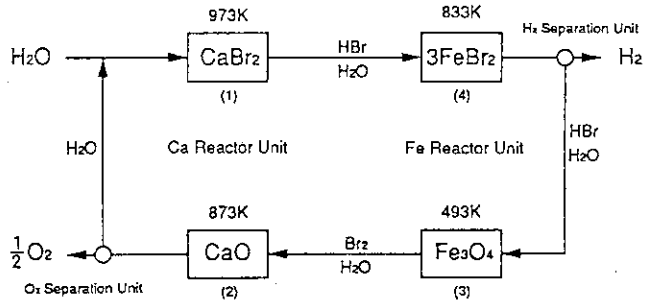 973K
833K
H₂ Separation Unit
H₂O
CaBr₂
HBr
H₂O
3FeBr₂
H₂
(1)
(4)
HBr
H₂O
H₂O
Ca Reactor Unit
Fe Reactor Unit
873K
493K
½O₂
CaO
Br₂
H₂O
Fe₃O₄
O₂ Separation Unit
(2)
(3)